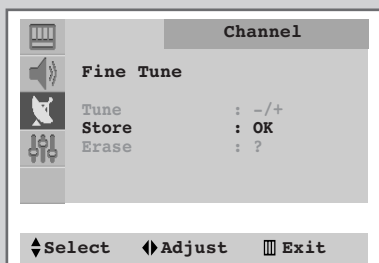 Channel
Fine Tune
Tune : -/+
Store : OK
Erase : ?
Select Adjust Exit